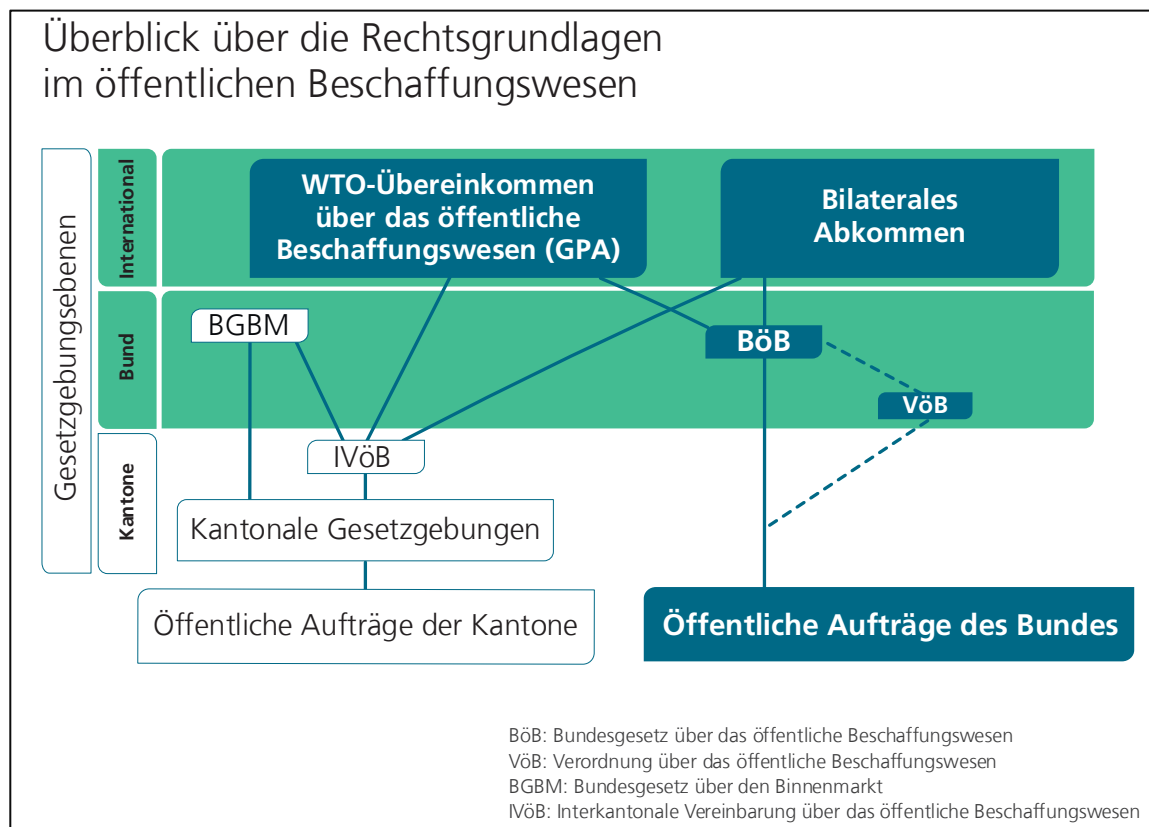 Überblick über die Rechtsgrundlagen
im öffentlichen Beschaffungswesen
Gesetzgebungsebenen
International
WTO-Übereinkommen
über das öffentliche
Beschaffungswesen (GPA)
Bilaterales
Abkommen
Bund
BGBM
BöB
VöB
Kantone
IVöB
Kantonale Gesetzgebungen
Öffentliche Aufträge der Kantone
Öffentliche Aufträge des Bundes
BöB: Bundesgesetz über das öffentliche Beschaffungswesen
VöB: Verordnung über das öffentliche Beschaffungswesen
BGBM: Bundesgesetz über den Binnenmarkt
IVöB: Interkantonale Vereinbarung über das öffentliche Beschaffungswesen